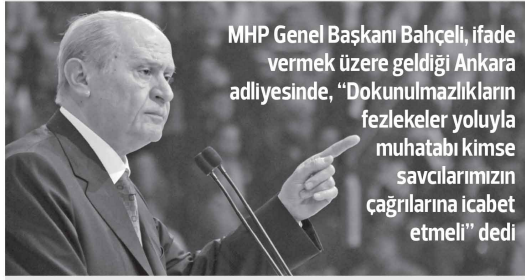 MHP Genel Başkanı Bahçeli, ifade
vermek üzere geldiği Ankara
adliyesinde, “Dokunulmazlıkların
fezlekeler yoluyla
muhatabı kimse
savcılarımızın
çağrılarına icabet
etmeli” dedi